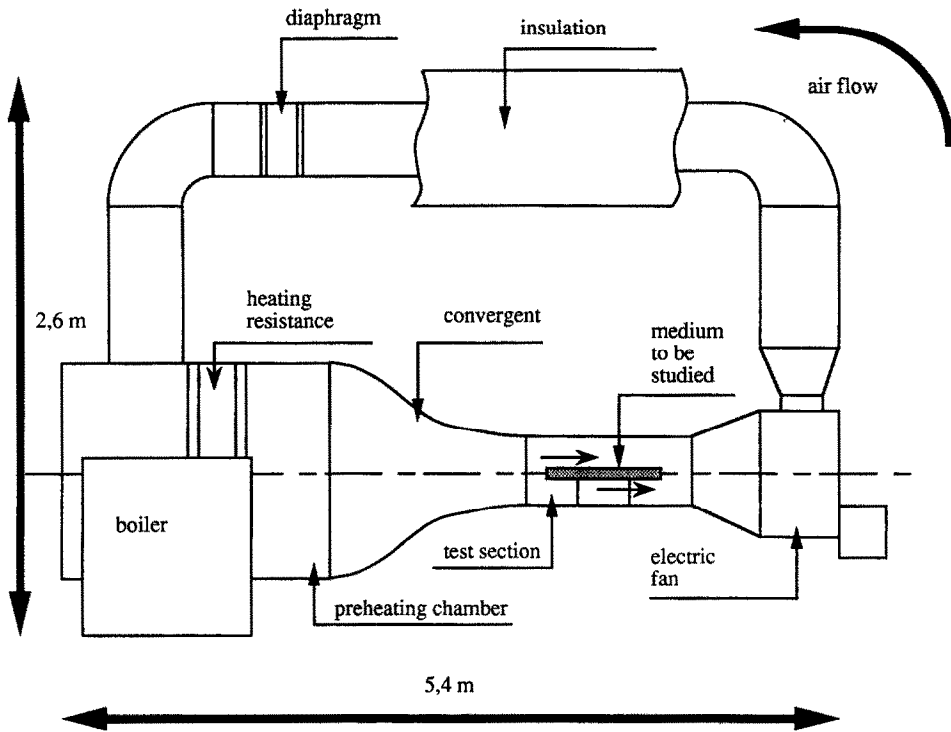 diaphragm
insulation
air flow
2,6 m
heating
resistance
convergent
medium
to be
studied
boiler
test section
electric
fan
preheating chamber
5,4 m